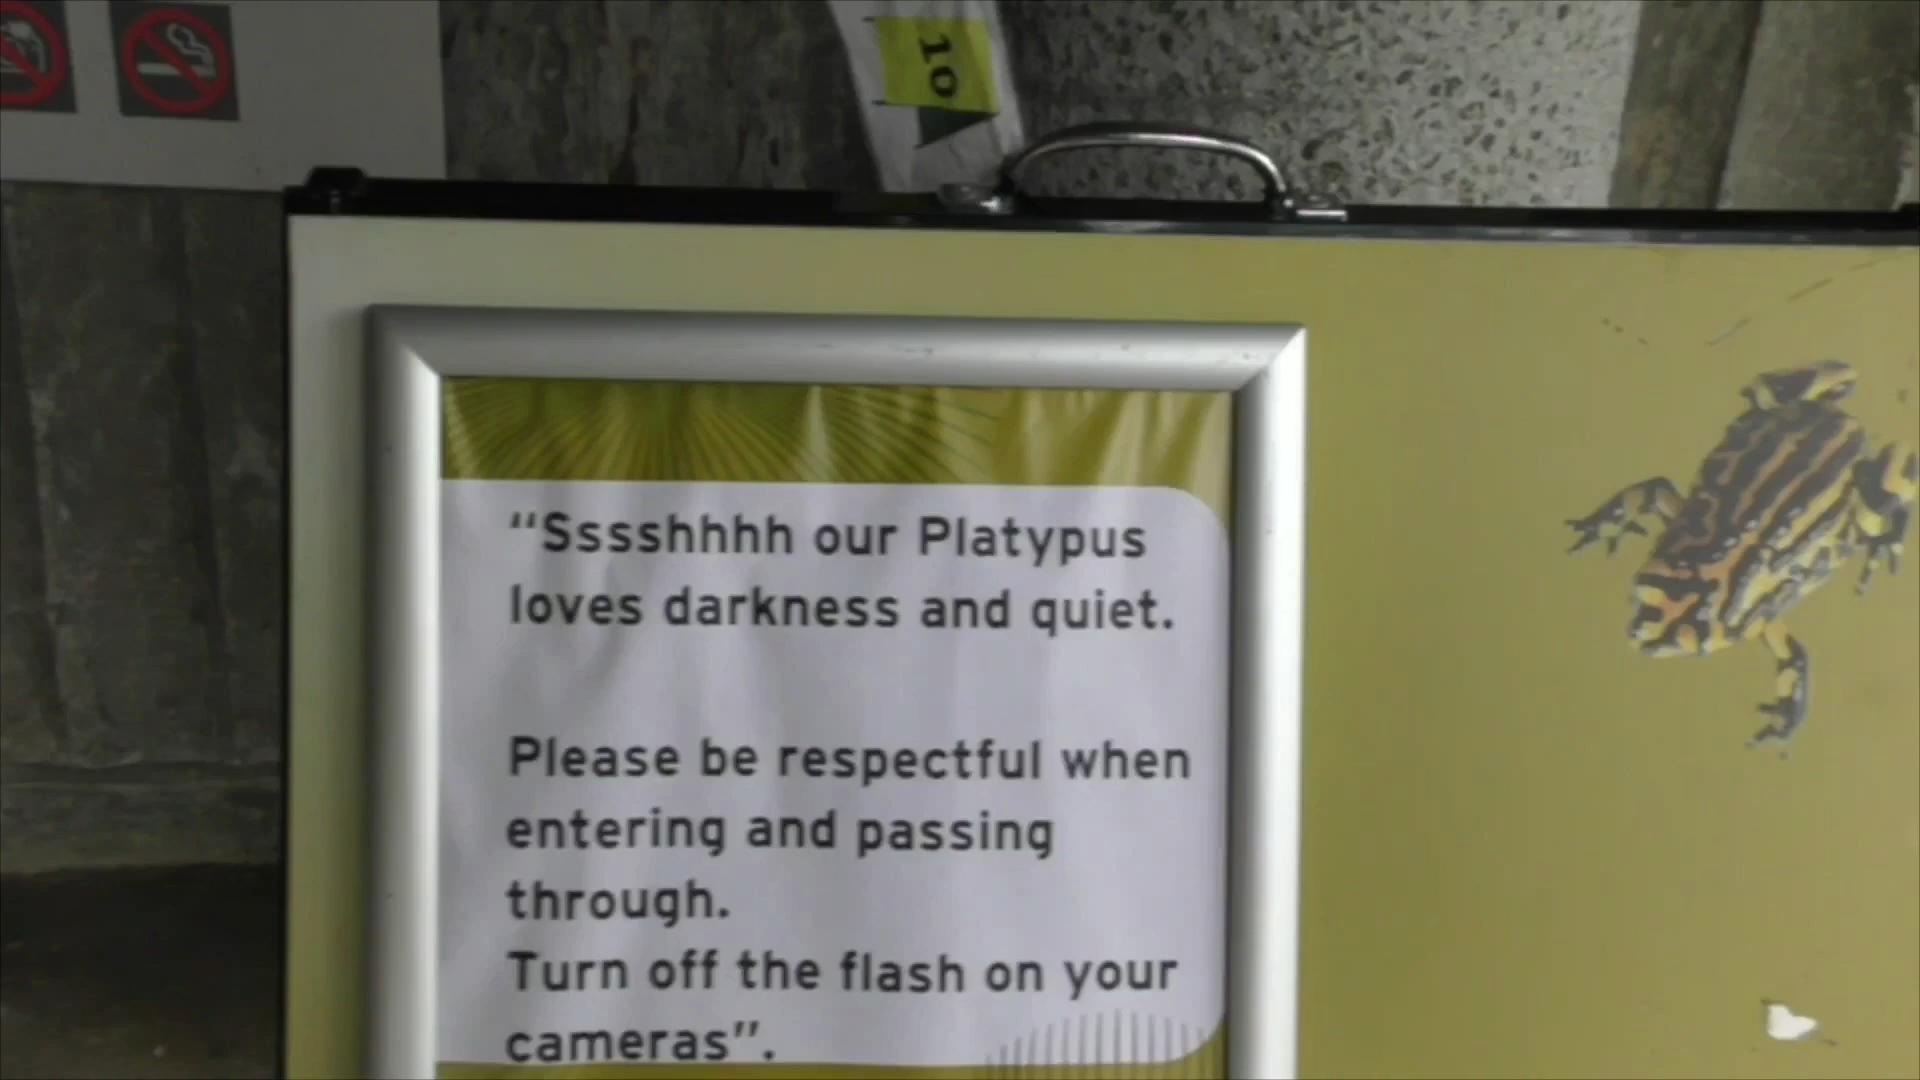 10
"Sssshhhh our Platypus
loves darkness and quiet.
Please be respectful when
entering and passing
through.
Turn off the flash on your
cameras".